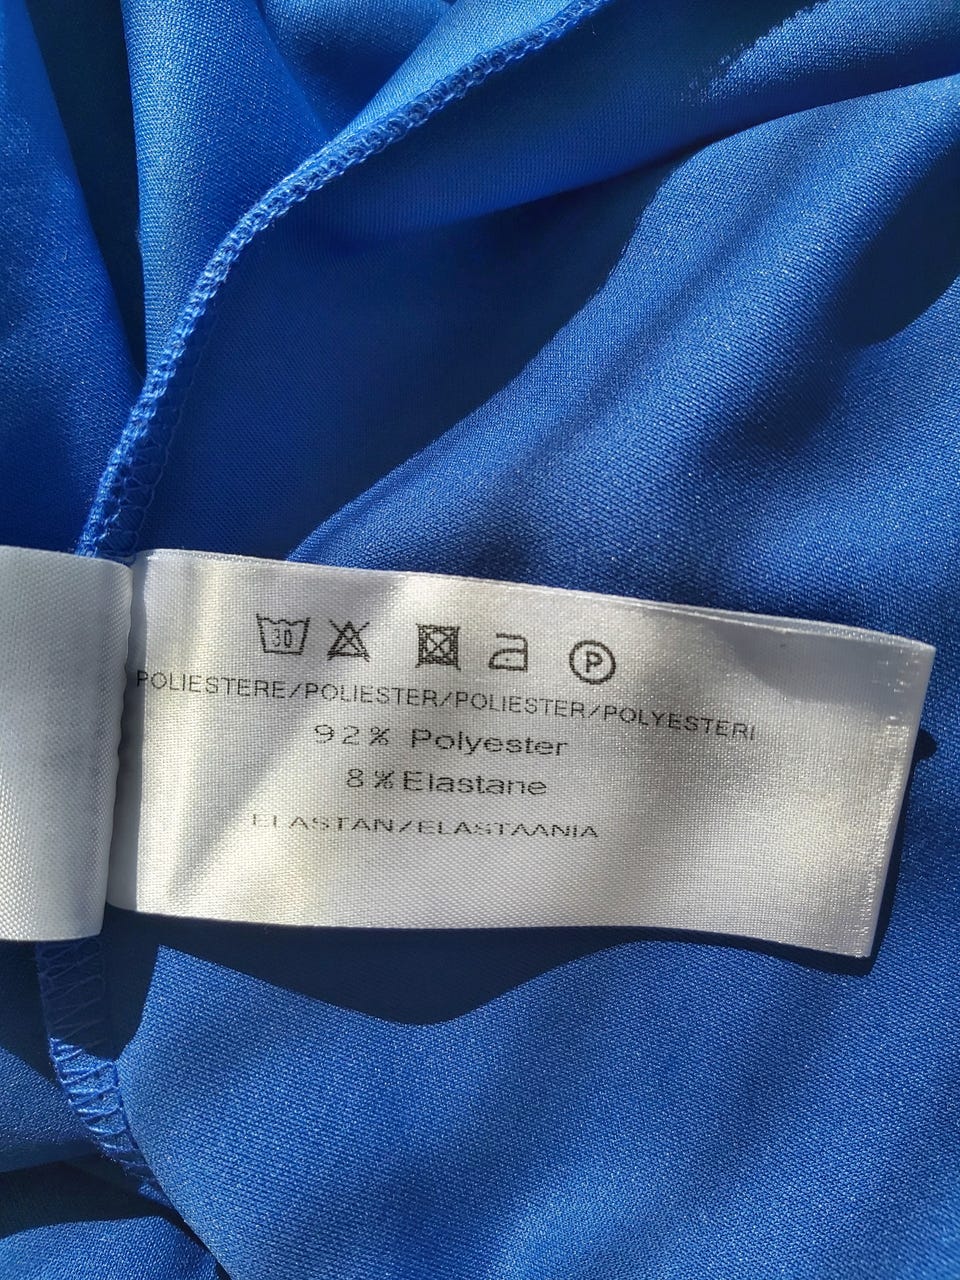 30 P
POLIESTERE/POLIESTER/POLIESTER/POLYESTERI
92% Polyester
8% Elastane
ELASTAN/ELASTAANIA